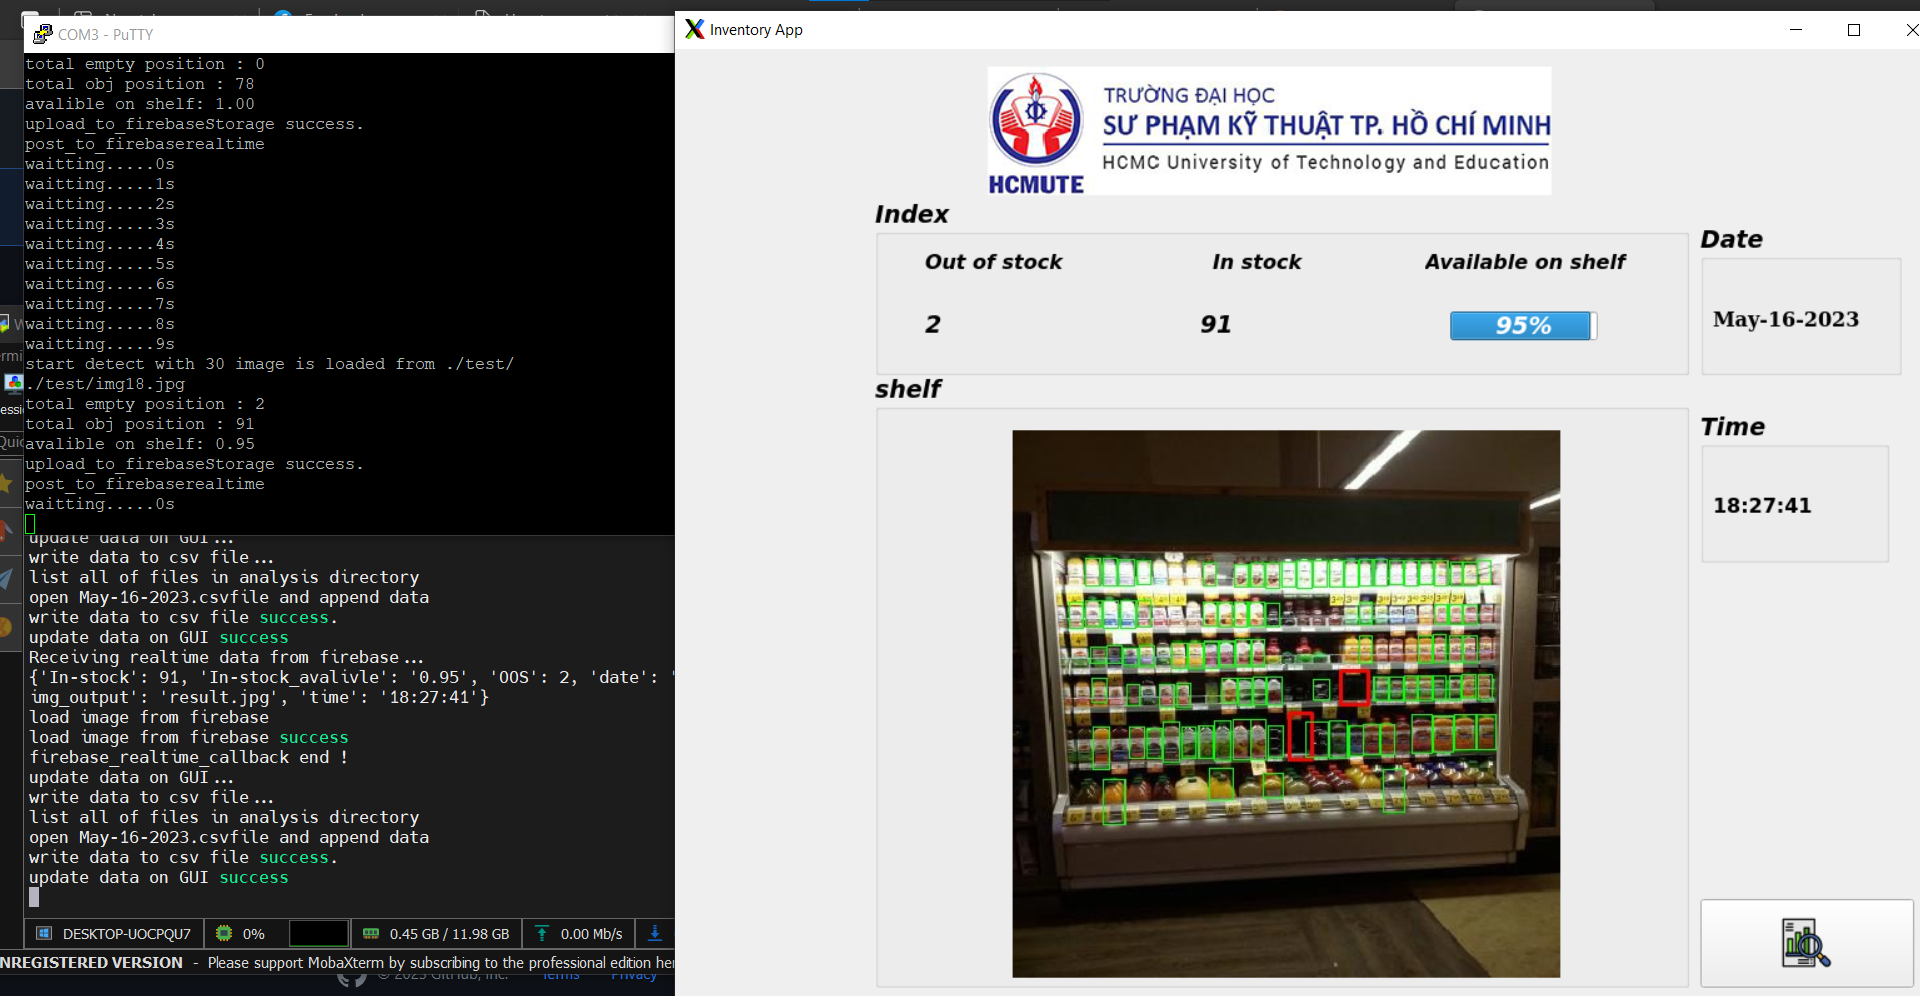 COM3 - PuTTY
total empty position : 0
total obj position : 78
avalible on shelf: 1.00
upload_to_firebaseStorage success.
post_to_firebaserealtime
waitting.....0s
waitting.....1s
waitting.....2s
waitting.....3s
waitting.....4s
waitting.....5s
waitting.....6s
waitting.....7s
waitting.....8s
waitting.....9s
start detect with 30 image is loaded from ./test/
./test/img18.jpg
total empty position : 2
total obj position : 91
avalible on shelf: 0.95
upload_to_firebaseStorage success.
post_to_firebaserealtime
waitting.....0s
update data on GUI...
write data to csv file...
list all of files in analysis directory
open May-16-2023.csvfile and append data
write data to csv file success.
update data on GUI success
Receiving realtime data from firebase...
{'In-stock': 91, 'In-stock_avalivle': '0.95', 'OOS': 2, 'date': '
img_output': 'result.jpg', 'time': '18:27:41'}
load image from firebase
load image from firebase success
firebase_realtime_callback end !
update data on GUI...
write data to csv file...
list all of files in analysis directory
open May-16-2023.csvfile and append data
write data to csv file success.
update data on GUI success
DESKTOP-UOCPQU7 0% 0.45 GB / 11.98 GB 0.00 Mb/s
NREGISTERED VERSION - Please support MobaXterm by subscribing to the professional edition her
© 2023 GitHub, Inc. Terms Privacy
Inventory App
TRƯỜNG ĐẠI HỌC
SƯ PHẠM KỸ THUẬT TP. HỒ CHÍ MINH
HCMC University of Technology and Education
HCMUTE
Index
Out of stock In stock Available on shelf
2 91 95%
Date
May-16-2023
shelf
Time
18:27:41